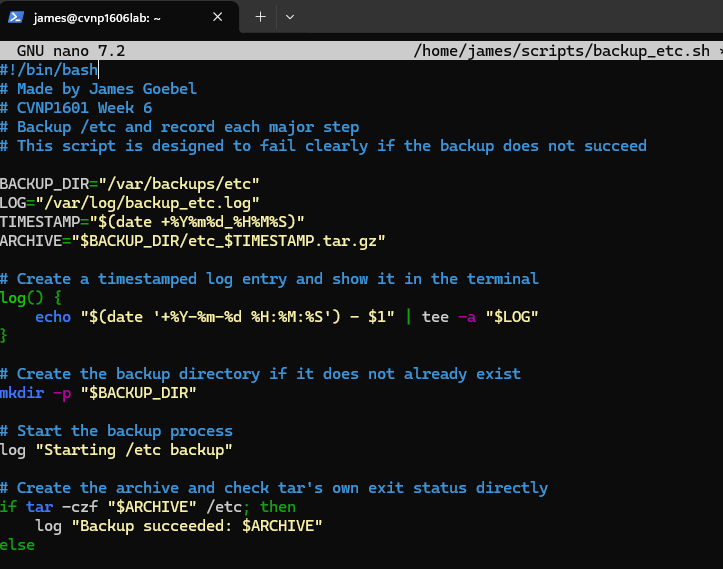 james@cvnp1606lab: ~
GNU nano 7.2 /home/james/scripts/backup_etc.sh *
#!/bin/bash
# Made by James Goebel
# CVNP1601 Week 6
# Backup /etc and record each major step
# This script is designed to fail clearly if the backup does not succeed

BACKUP_DIR="/var/backups/etc"
LOG="/var/log/backup_etc.log"
TIMESTAMP="$(date +%Y%m%d_%H%M%S)"
ARCHIVE="$BACKUP_DIR/etc_$TIMESTAMP.tar.gz"

# Create a timestamped log entry and show it in the terminal
log() {
    echo "$(date '+%Y-%m-%d %H:%M:%S') - $1" | tee -a "$LOG"
}

# Create the backup directory if it does not already exist
mkdir -p "$BACKUP_DIR"

# Start the backup process
log "Starting /etc backup"

# Create the archive and check tar's own exit status directly
if tar -czf "$ARCHIVE" /etc; then
    log "Backup succeeded: $ARCHIVE"
else